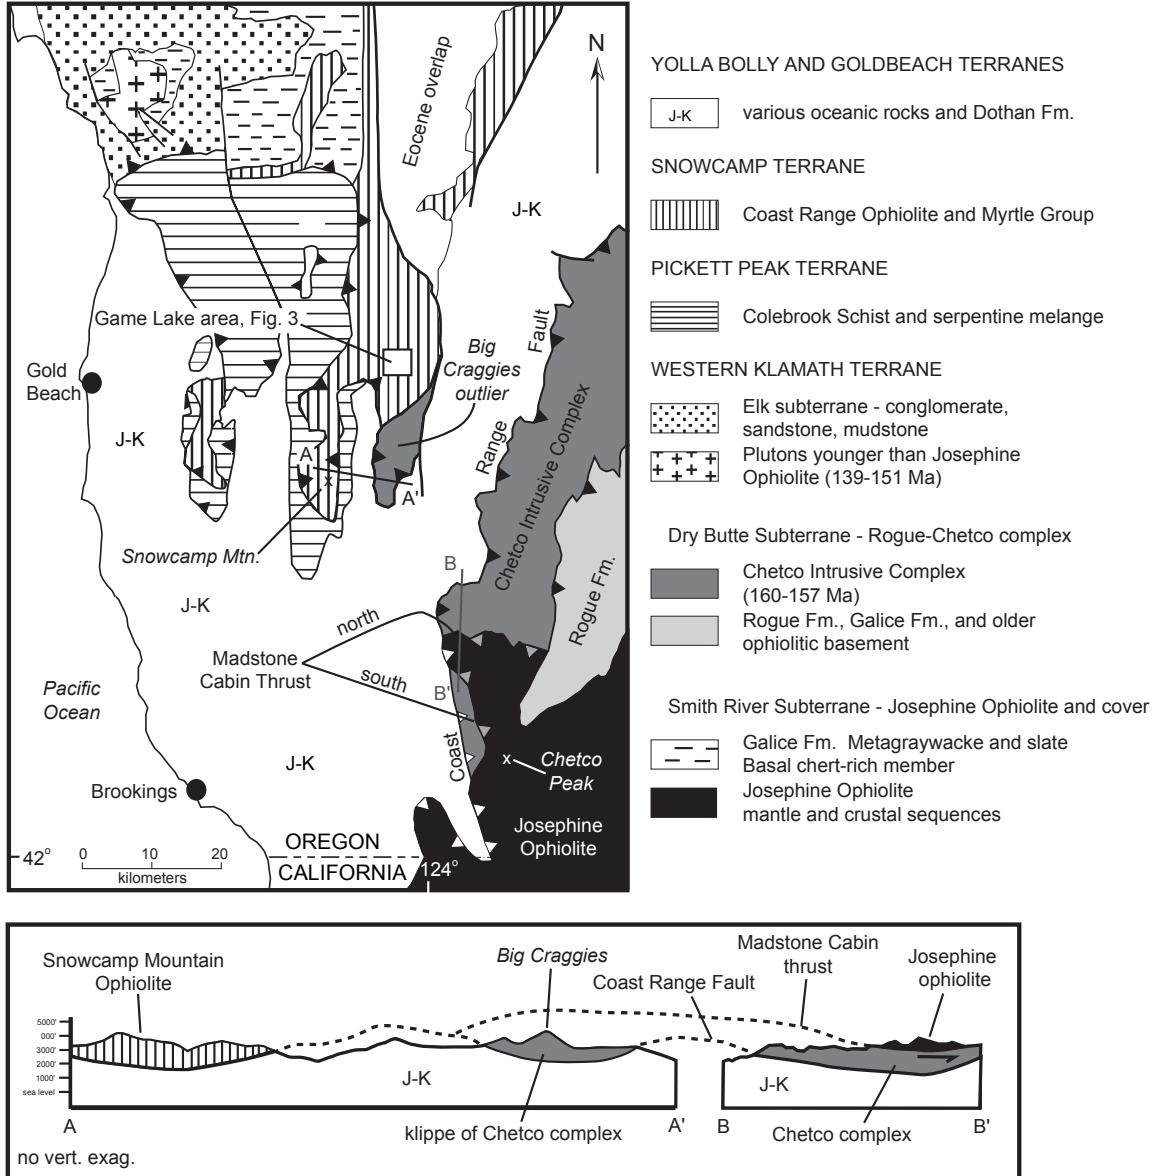 N
Eocene overlap
J-K
Game Lake area, Fig. 3
Big
Craggies
outlier
Fault
Range
Coast
Gold
Beach
J-K
A
x
A'
Chetco Intrusive Complex
Rogue Fm.
Snowcamp Mtn.
B
J-K
north
Madstone
Cabin Thrust
south
B'
Pacific
Ocean
J-K
x
Chetco
Peak
Brookings
Josephine
Ophiolite
OREGON
CALIFORNIA
42°
124°
0 10 20
kilometers
YOLLA BOLLY AND GOLDBEACH TERRANES
J-K various oceanic rocks and Dothan Fm.
SNOWCAMP TERRANE
Coast Range Ophiolite and Myrtle Group
PICKETT PEAK TERRANE
Colebrook Schist and serpentine melange
WESTERN KLAMATH TERRANE
Elk subterrane - conglomerate,
sandstone, mudstone
Plutons younger than Josephine
Ophiolite (139-151 Ma)
Dry Butte Subterrane - Rogue-Chetco complex
Chetco Intrusive Complex
(160-157 Ma)
Rogue Fm., Galice Fm., and older
ophiolitic basement
Smith River Subterrane - Josephine Ophiolite and cover
Galice Fm. Metagraywacke and slate
Basal chert-rich member
Josephine Ophiolite
mantle and crustal sequences
Snowcamp Mountain
Ophiolite
Big Craggies
Coast Range Fault
Madstone Cabin
thrust
Josephine
ophiolite
5000'
000'
3000'
2000'
1000'
sea level
J-K
J-K
A
klippe of Chetco complex
A'
B
Chetco complex
B'
no vert. exag.